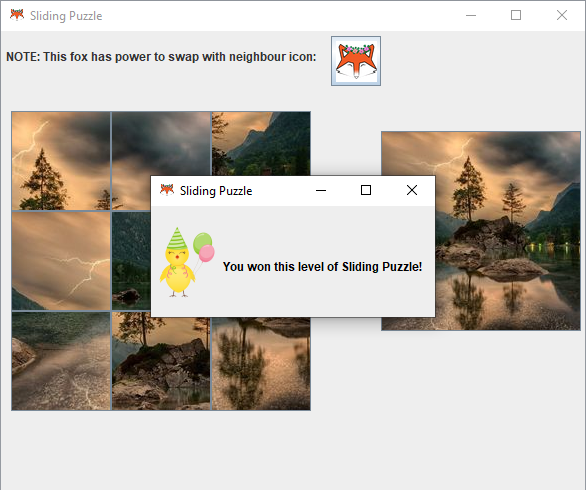 Sliding Puzzle
NOTE: This fox has power to swap with neighbour icon:
Sliding Puzzle
You won this level of Sliding Puzzle!